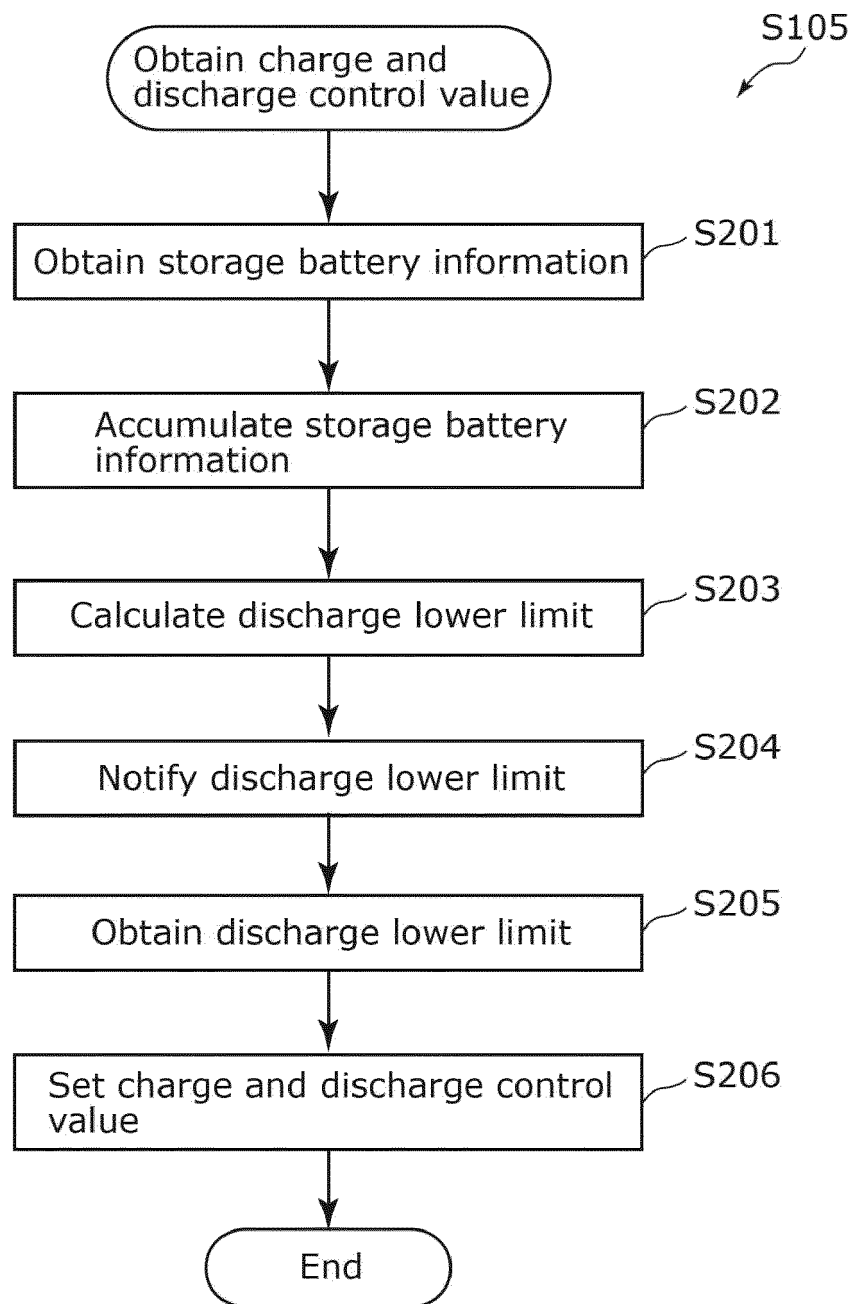 S105
Obtain charge and
discharge control value
S201
Obtain storage battery information
S202
Accumulate storage battery
information
S203
Calculate discharge lower limit
S204
Notify discharge lower limit
S205
Obtain discharge lower limit
S206
Set charge and discharge control
value
End